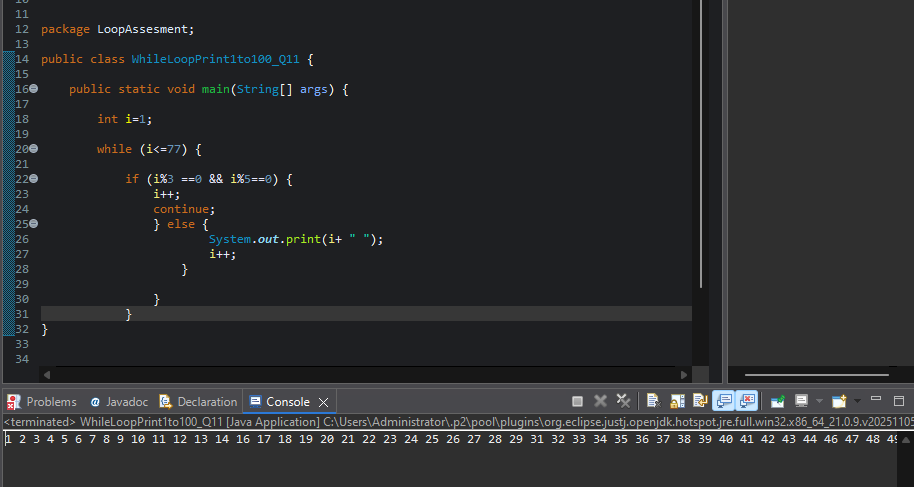 11
12 package LoopAssesment;
13
14 public class WhileLoopPrint1to100_Q11 {
15
16 public static void main(String[] args) {
17
18 int i=1;
19
20 while (i<=77) {
21
22 if (i%3 ==0 && i%5==0) {
23 i++;
24 continue;
25 } else {
26 System.out.print(i+ " ");
27 i++;
28 }
29
30 }
31 }
32 }
33
34
Problems Javadoc Declaration Console
<terminated> WhileLoopPrint1to100_Q11 [Java Application] C:\Users\Administrator\.p2\pool\plugins\org.eclipse.justj.openjdk.hotspot.jre.full.win32.x86_64_21.0.9.v20251105
1 2 3 4 5 6 7 8 9 10 11 12 13 14 16 17 18 19 20 21 22 23 24 25 26 27 28 29 31 32 33 34 35 36 37 38 39 40 41 42 43 44 46 47 48 49